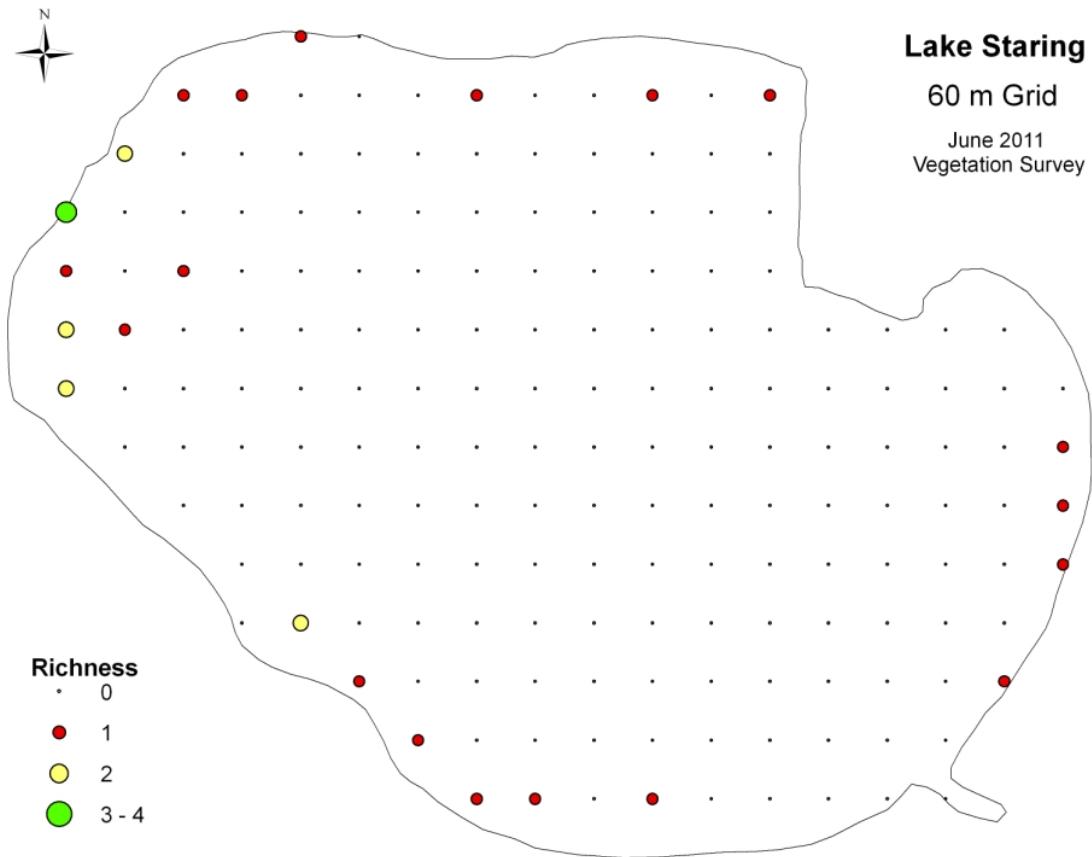 N
Lake Staring
60 m Grid
June 2011
Vegetation Survey
Richness
0
1
2
3 - 4